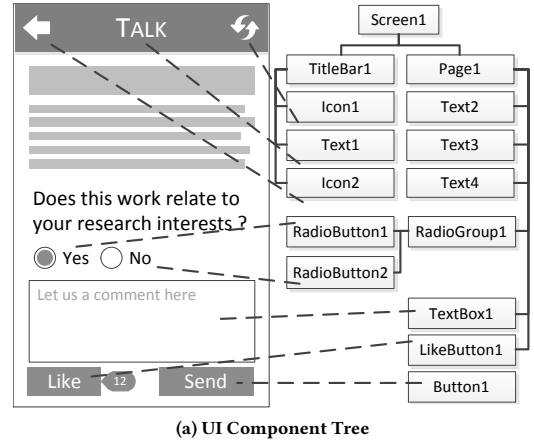 TALK
Does this work relate to
your research interests ?
Yes No
Let us a comment here
Like 12 Send
Screen1
TitleBar1 Page1
Icon1 Text2
Text1 Text3
Icon2 Text4
RadioButton1 RadioGroup1
RadioButton2
TextBox1
LikeButton1
Button1
(a) UI Component Tree